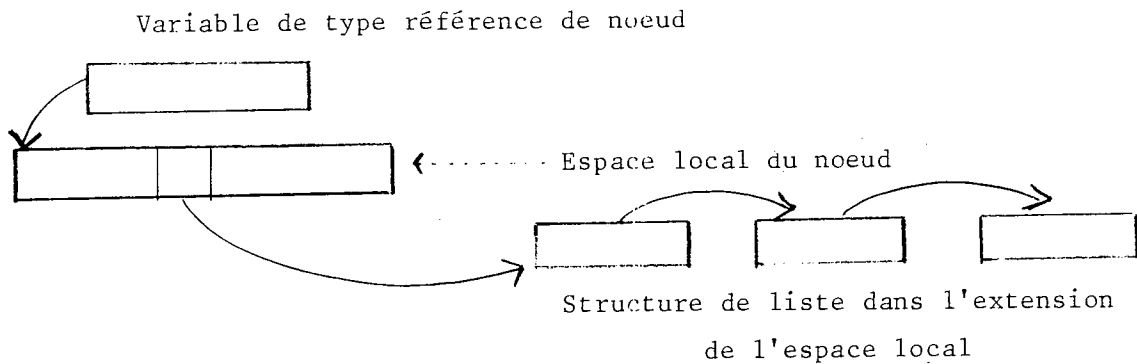 Variable de type référence de noeud
Espace local du noeud
Structure de liste dans l'extension
de l'espace local